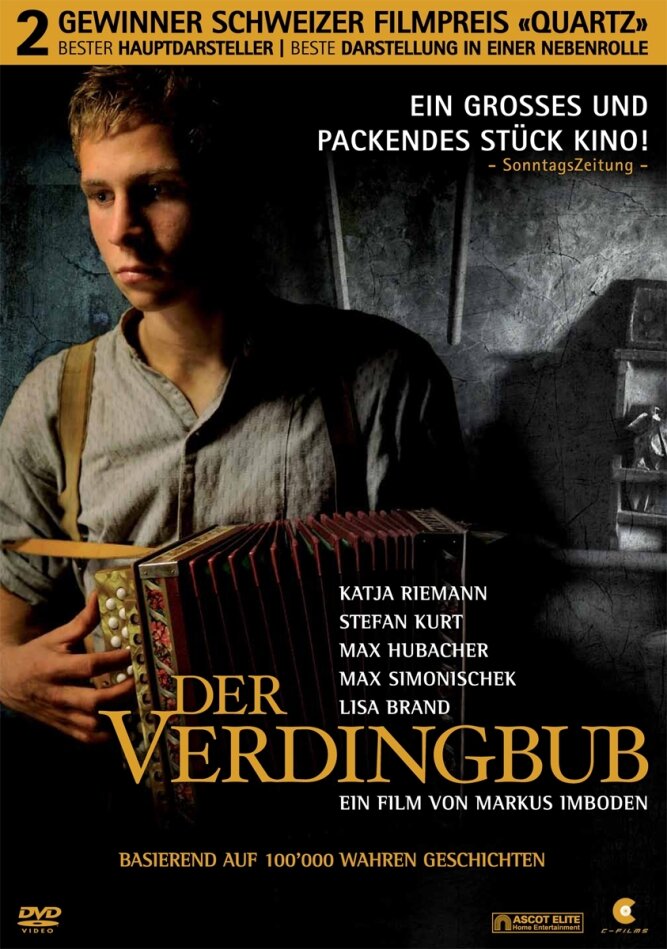 2 GEWINNER SCHWEIZER FILMPREIS «QUARTZ»
BESTER HAUPTDARSTELLER | BESTE DARSTELLUNG IN EINER NEBENROLLE
EIN GROSSES UND
PACKENDES STÜCK KINO!
- SonntagsZeitung -
KATJA RIEMANN
STEFAN KURT
MAX HUBACHER
MAX SIMONISCHEK
LISA BRAND
DER
VERDINGBUB
EIN FILM VON MARKUS IMBODEN
BASIEREND AUF 100'000 WAHREN GESCHICHTEN
DVD
VIDEO
ASCOT ELITE
Home Entertainment
C-FILMS